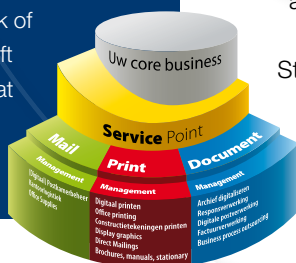 k of
ft
at
a
St
Uw core business
Service Point
Mail
Management
(Digitaal) Postkamerbeheer
Kantorenlogistiek
Office Supplies
Print
Management
Digitaal printen
Office printing
Constructietekeningen printen
Display graphics
Direct Mailings
Brochures, manuals, stationary
Document
Management
Archief digitaliseren
Responsverwerking
Digitale postverwerking
Factuurverwerking
Business process outsourcing